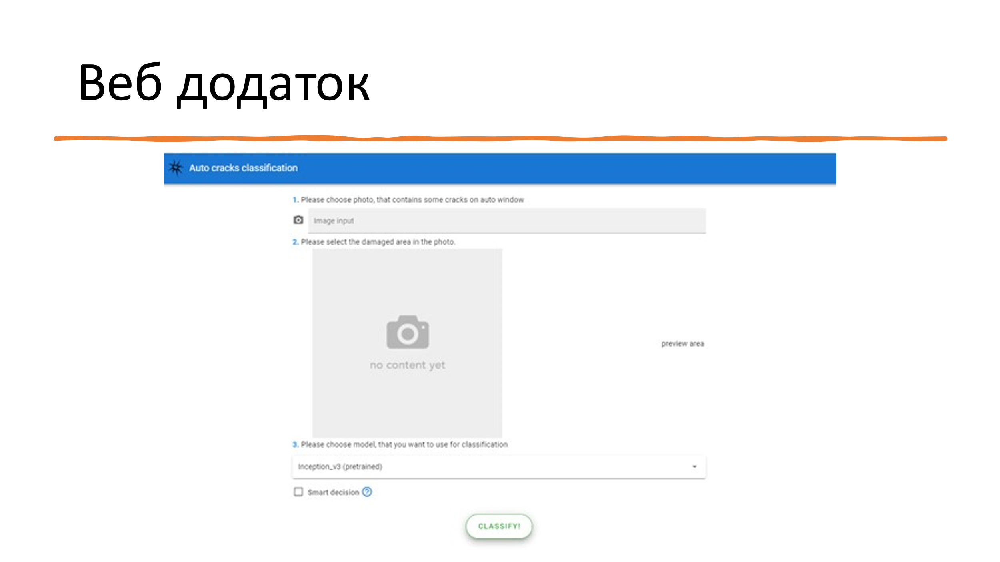 Веб додаток
Auto cracks classification
1. Please choose photo, that contains some cracks on auto window
Image input
2. Please select the damaged area in the photo.
no content yet
preview area
3. Please choose model, that you want to use for classification
Inception_v3 (pretrained)
Smart decision ?
CLASSIFY!